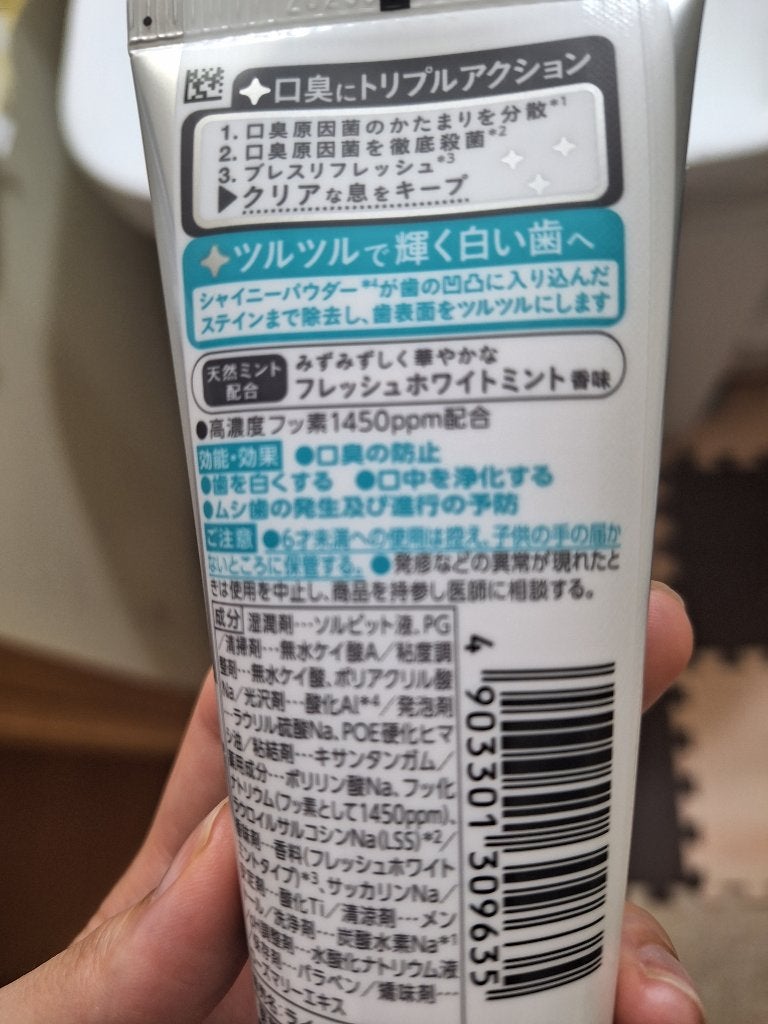 口臭にトリプルアクション
1. 口臭原因菌のかたまりを分散*1
2. 口臭原因菌を徹底殺菌*2
3. ブレスリフレッシュ*3
▶クリアな息をキープ
ツルツルで輝く白い歯へ
シャイニーパウダー*4が歯の凹凸に入り込んだ
ステインまで除去し、歯表面をツルツルにします
天然ミント
配合
みずみずしく華やかな
フレッシュホワイトミント香味
●高濃度フッ素1450ppm配合
効能・効果 ●口臭の防止
●歯を白くする ●口中を浄化する
●ムシ歯の発生及び進行の予防
ご注意 ●6才未満への使用は控え、子供の手の届か
ないところに保管する。 ●発疹などの異常が現れたと
きは使用を中止し、商品を持参し医師に相談する。
成分 湿潤剤…ソルビット液、PG
/清掃剤…無水ケイ酸A/粘度調
整剤…無水ケイ酸、ポリアクリル酸
Na/光沢剤…酸化Al*4/発泡剤
…ラウリル硫酸Na、POE硬化ヒマ
シ油/粘結剤…キサンタンガム/
薬用成分…ポリリン酸Na、フッ化
ナトリウム(フッ素として1450ppm)、
ラウロイルサルコシンNa(LSS)*2/
香味剤…香料(フレッシュホワイト
ミントタイプ)*3、サッカリンNa/
…酸化Ti/清涼剤…メン
ール/洗浄剤…炭酸水素Na*1
調整剤…水酸化ナトリウム液
…パラベン/矯味剤…
ーズマリーエキス
4 903301 309635